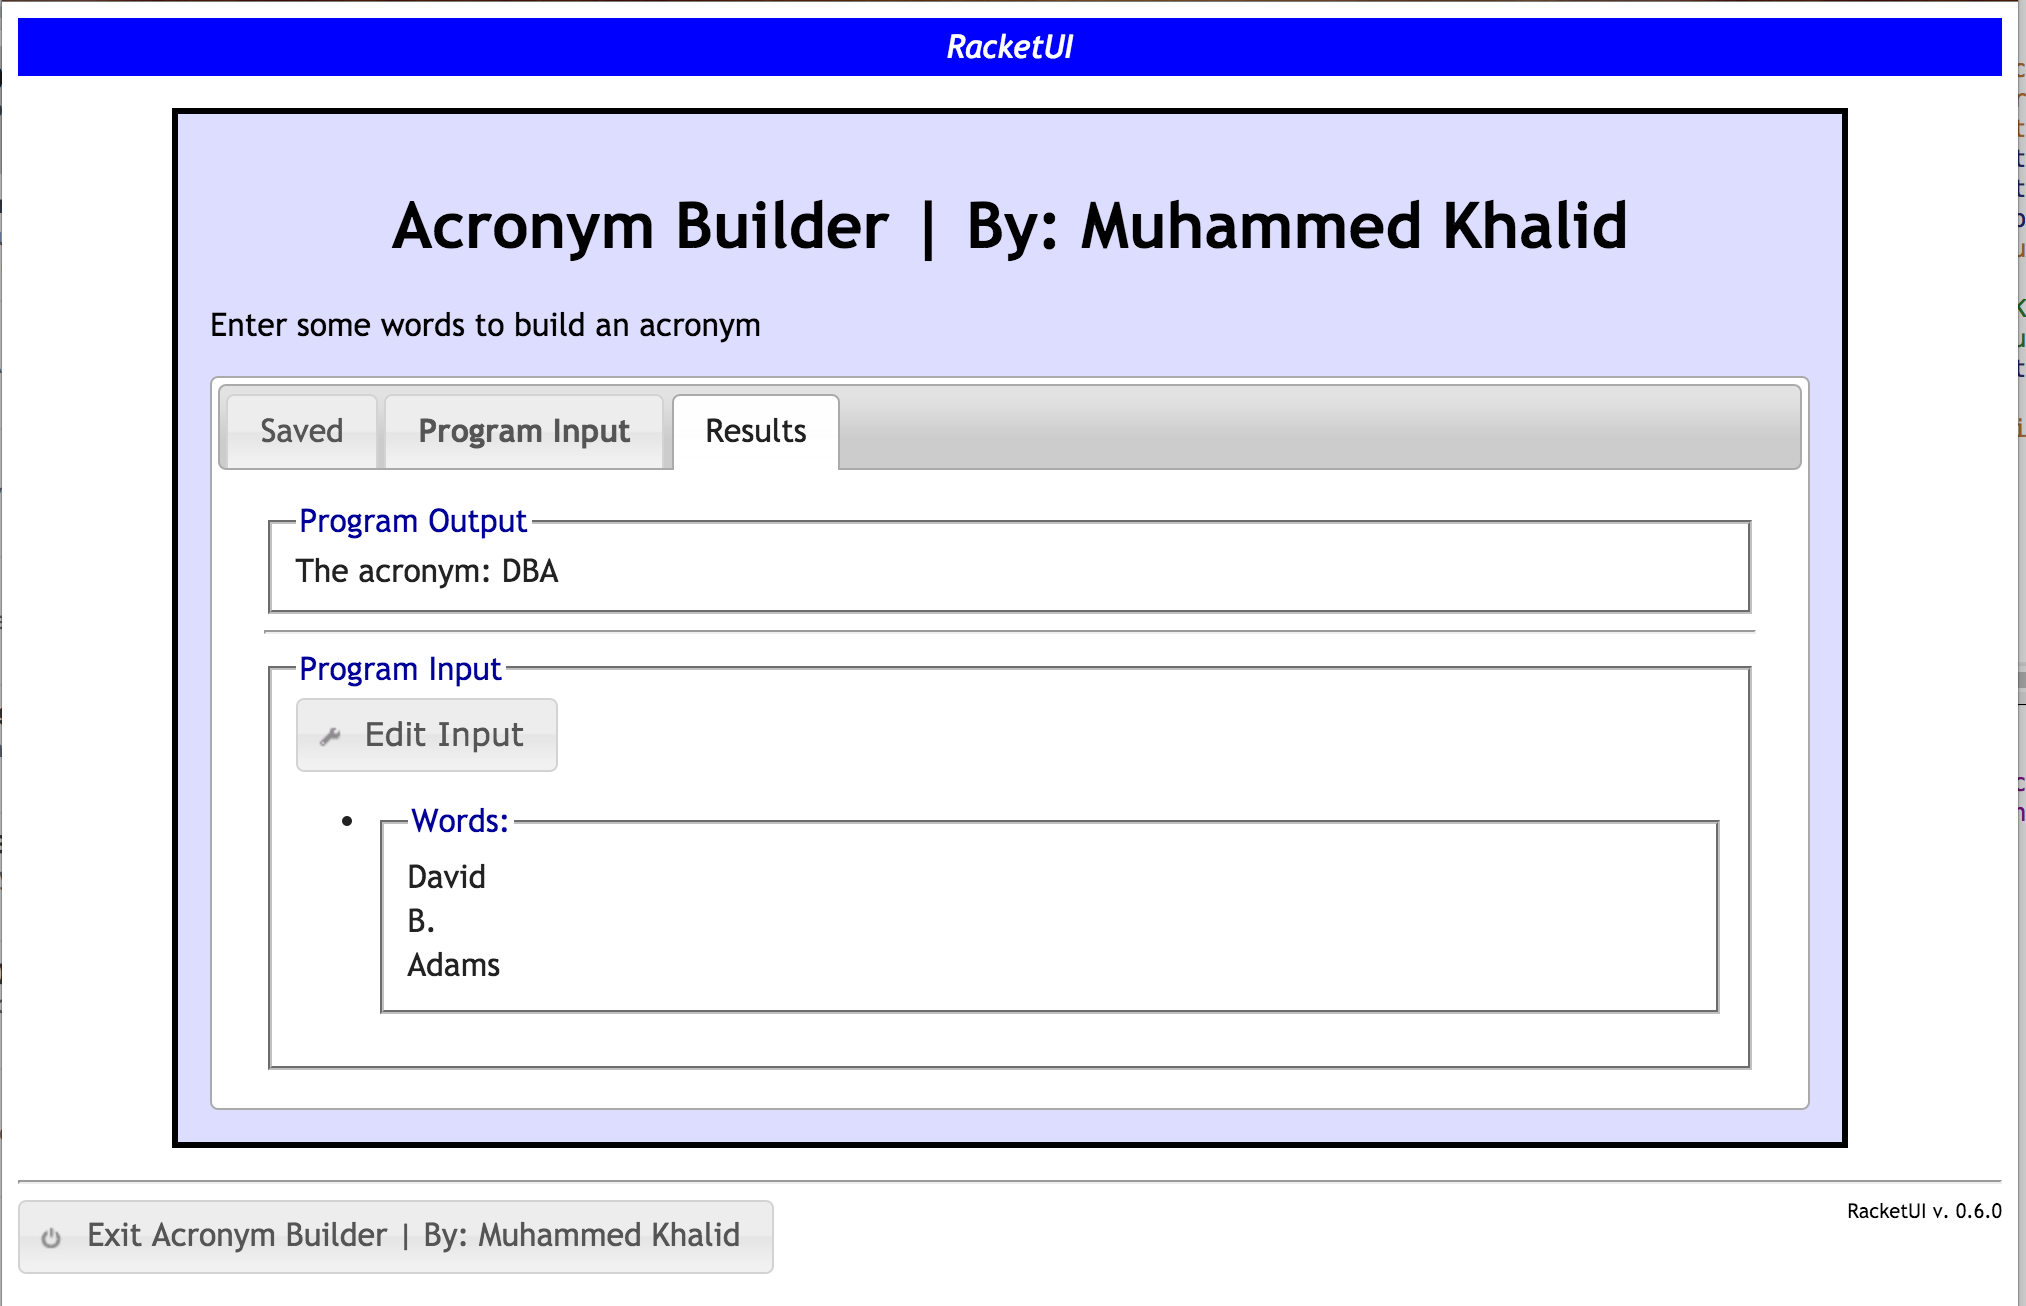 RacketUI
Acronym Builder | By: Muhammed Khalid
Enter some words to build an acronym
Saved Program Input Results
Program Output
The acronym: DBA
Program Input
Edit Input
Words:
David
B.
Adams
RacketUI v. 0.6.0
Exit Acronym Builder | By: Muhammed Khalid